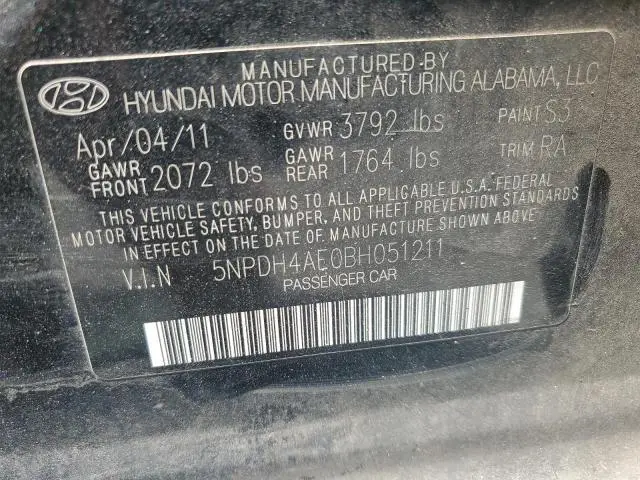 MANUFACTURED BY
HYUNDAI MOTOR MANUFACTURING ALABAMA, LLC
Apr/04/11 GVWR 3792 lbs PAINT S3
GAWR FRONT 2072 lbs GAWR REAR 1764 lbs TRIM RA
THIS VEHICLE CONFORMS TO ALL APPLICABLE U.S.A. FEDERAL
MOTOR VEHICLE SAFETY, BUMPER, AND THEFT PREVENTION STANDARDS
IN EFFECT ON THE DATE OF MANUFACTURE SHOWN ABOVE
V.I.N 5NPDH4AE0BH051211
PASSENGER CAR